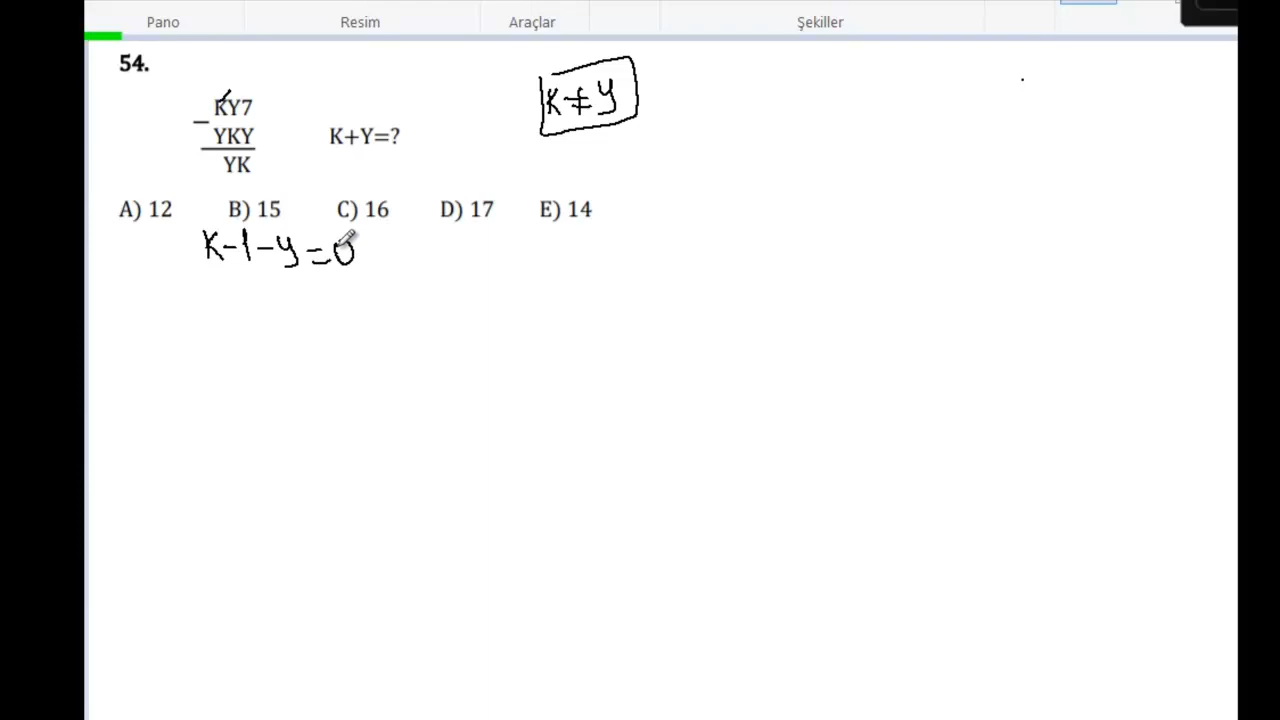 Pano Resim Araçlar Şekiller
54.
KY7
− YKY
YK
K+Y=?
K ≠ y
A) 12 B) 15 C) 16 D) 17 E) 14
K - 1 - y = 0